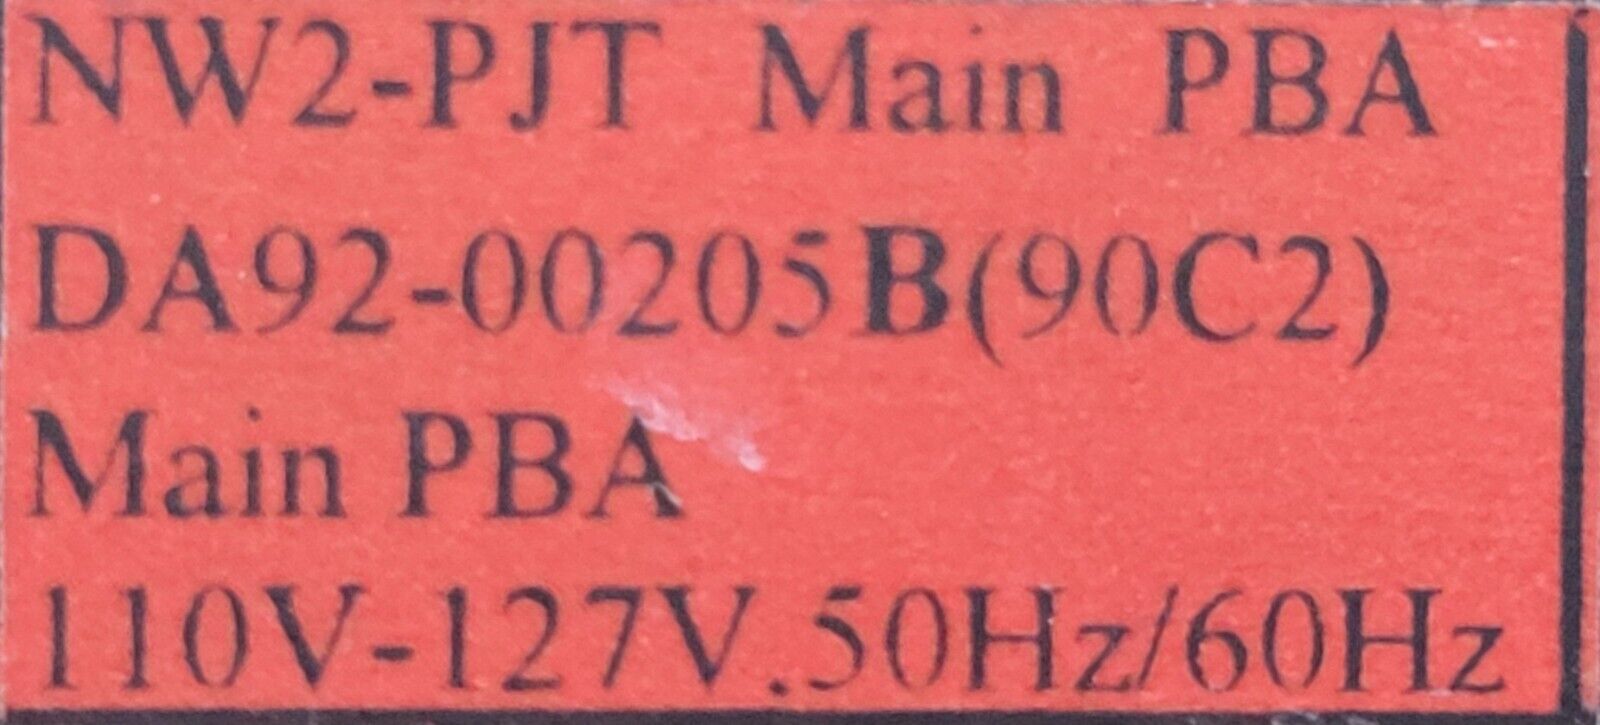 NW2-PJT Main PBA
DA92-00205B(90C2)
Main PBA
110V-127V.50Hz/60Hz